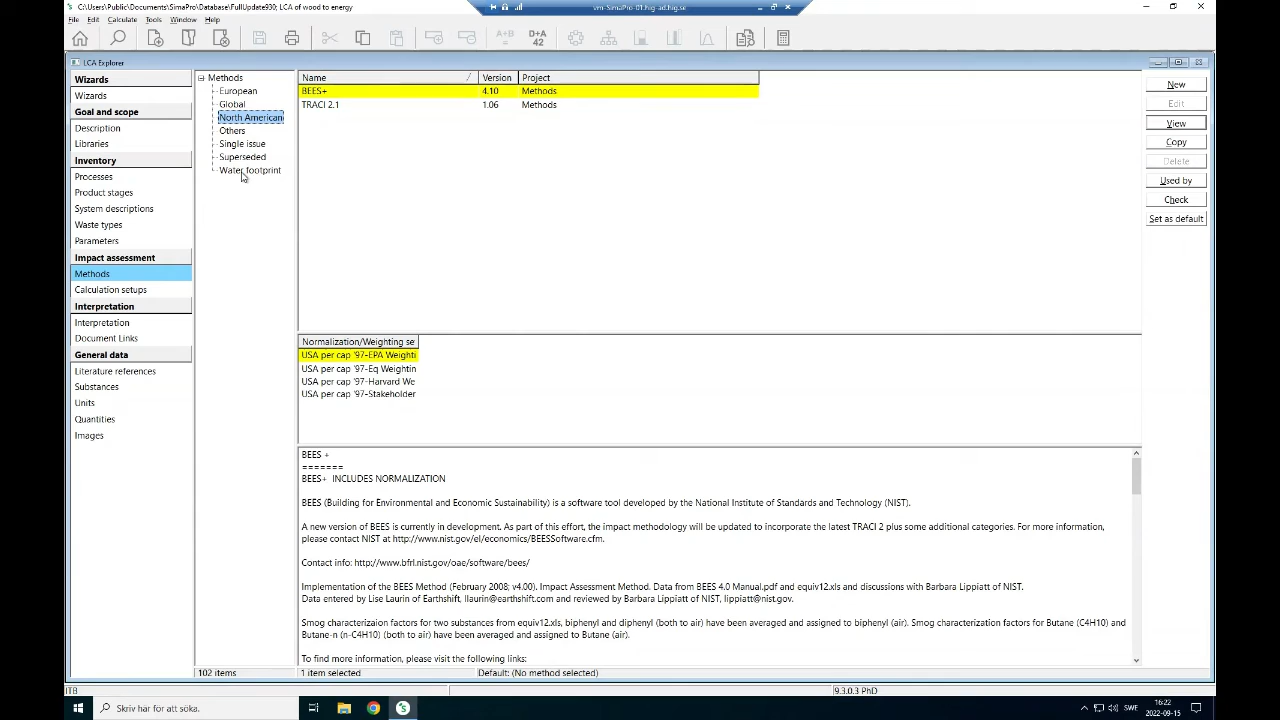 C:\Users\Public\Documents\SimaPro\Database\FullUpdate930; LCA of wood to energy
vm-SimaPro-01.hig-ad.hig.se
File Edit Calculate Tools Window Help
A+B
=
D+A
42
LCA Explorer
Wizards
Wizards
Goal and scope
Description
Libraries
Inventory
Processes
Product stages
System descriptions
Waste types
Parameters
Impact assessment
Methods
Calculation setups
Interpretation
Interpretation
Document Links
General data
Literature references
Substances
Units
Quantities
Images
Methods
European
Global
North American
Others
Single issue
Superseded
Water footprint
Name / Version Project
BEES+ 4.10 Methods
TRACI 2.1 1.06 Methods
New
Edit
View
Copy
Delete
Used by
Check
Set as default
Normalization/Weighting se
USA per cap '97-EPA Weighti
USA per cap '97-Eq Weightin
USA per cap '97-Harvard We
USA per cap '97-Stakeholder
BEES +
=======
BEES+ INCLUDES NORMALIZATION
BEES (Building for Environmental and Economic Sustainability) is a software tool developed by the National Institute of Standards and Technology (NIST).
A new version of BEES is currently in development. As part of this effort, the impact methodology will be updated to incorporate the latest TRACI 2 plus some additional categories. For more information,
please contact NIST at http://www.nist.gov/el/economics/BEESSoftware.cfm.
Contact info: http://www.bfrl.nist.gov/oae/software/bees/
Implementation of the BEES Method (February 2008; v4.00). Impact Assessment Method. Data from BEES 4.0 Manual.pdf and equiv12.xls and discussions with Barbara Lippiatt of NIST.
Data entered by Lise Laurin of Earthshift, llaurin@earthshift.com and reviewed by Barbara Lippiatt of NIST, lippiatt@nist.gov.
Smog characterizaion factors for two substances from equiv12.xls, biphenyl and diphenyl (both to air) have been averaged and assigned to biphenyl (air). Smog characterization factors for Butane (C4H10) and
Butane-n (n-C4H10) (both to air) have been averaged and assigned to Butane (air).
To find more information, please visit the following links:
102 items 1 item selected Default: (No method selected)
ITB 9.3.0.3 PhD
Skriv här för att söka.
SWE
16:22
2022-09-15